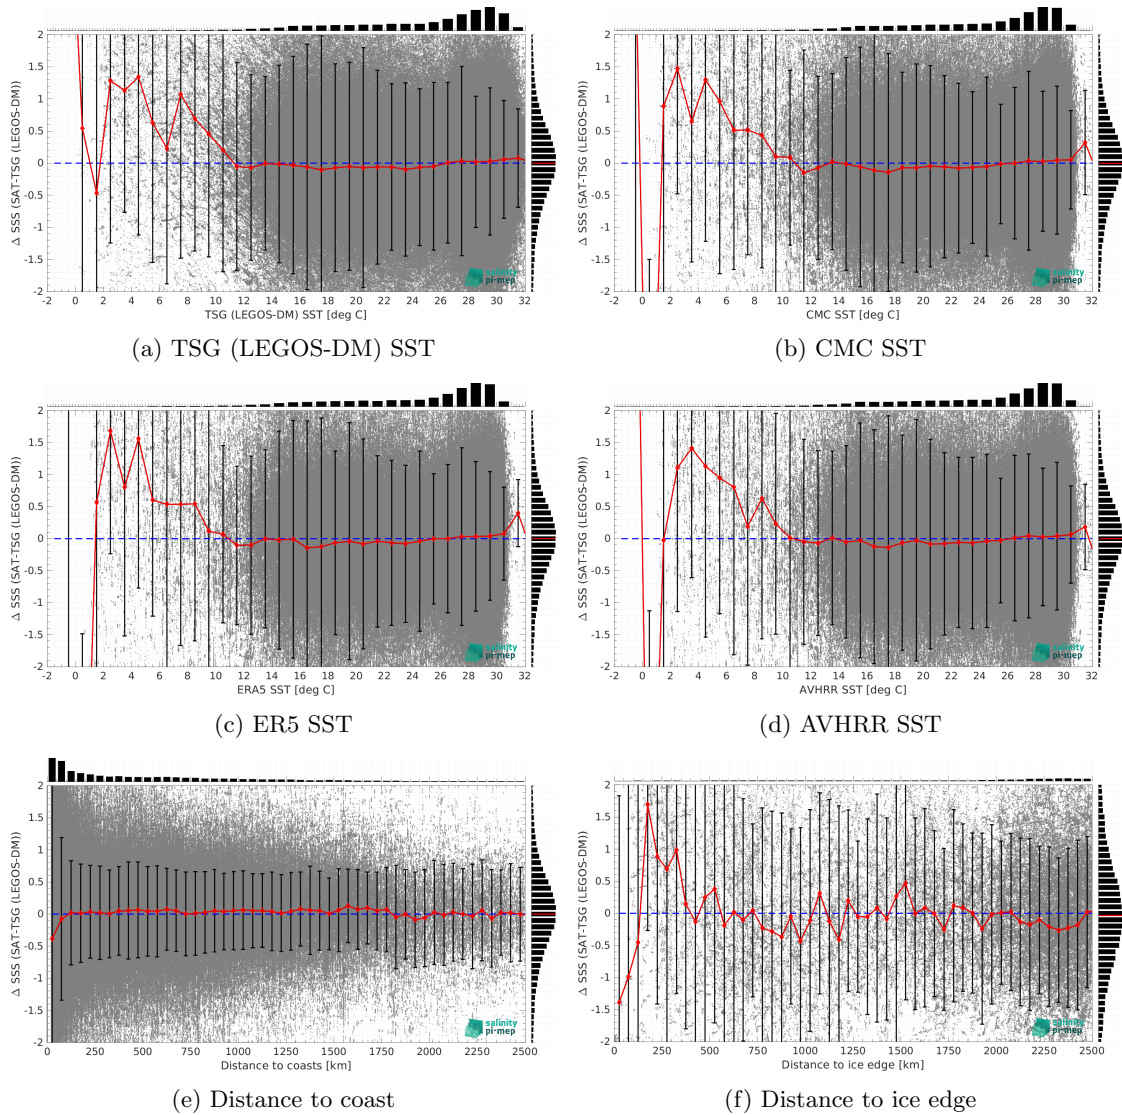 Δ SSS (SAT-TSG (LEGOS-DM))
2
1.5
1
0.5
0
-0.5
-1
-1.5
-2
salinity
pi-mep
-2 0 2 4 6 8 10 12 14 16 18 20 22 24 26 28 30 32
TSG (LEGOS-DM) SST [deg C]
(a) TSG (LEGOS-DM) SST
Δ SSS (SAT-TSG (LEGOS-DM))
2
1.5
1
0.5
0
-0.5
-1
-1.5
-2
salinity
pi-mep
-2 0 2 4 6 8 10 12 14 16 18 20 22 24 26 28 30 32
CMC SST [deg C]
(b) CMC SST
Δ SSS (SAT-TSG (LEGOS-DM))
2
1.5
1
0.5
0
-0.5
-1
-1.5
-2
salinity
pi-mep
-2 0 2 4 6 8 10 12 14 16 18 20 22 24 26 28 30 32
ERA5 SST [deg C]
(c) ER5 SST
Δ SSS (SAT-TSG (LEGOS-DM))
2
1.5
1
0.5
0
-0.5
-1
-1.5
-2
salinity
pi-mep
-2 0 2 4 6 8 10 12 14 16 18 20 22 24 26 28 30 32
AVHRR SST [deg C]
(d) AVHRR SST
Δ SSS (SAT-TSG (LEGOS-DM))
2
1.5
1
0.5
0
-0.5
-1
-1.5
-2
salinity
pi-mep
0 250 500 750 1000 1250 1500 1750 2000 2250 2500
Distance to coasts [km]
(e) Distance to coast
Δ SSS (SAT-TSG (LEGOS-DM))
2
1.5
1
0.5
0
-0.5
-1
-1.5
-2
salinity
pi-mep
0 250 500 750 1000 1250 1500 1750 2000 2250 2500
Distance to ice edge [km]
(f) Distance to ice edge